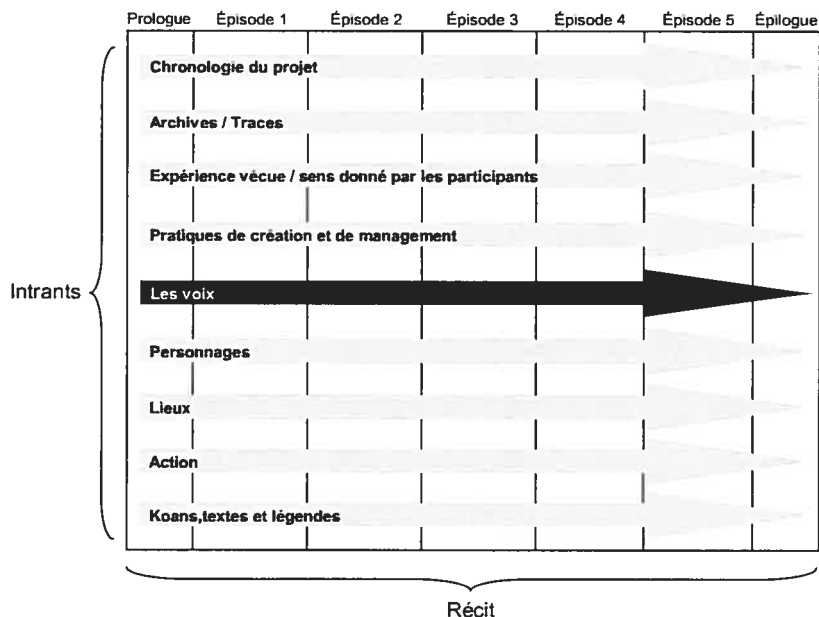 Prologue Épisode 1 Épisode 2 Épisode 3 Épisode 4 Épisode 5 Épilogue
Chronologie du projet
Archives / Traces
Expérience vécue / sens donné par les participants
Pratiques de création et de management
Intrants
Les voix
Personnages
Lieux
Action
Koans,textes et légendes
Récit